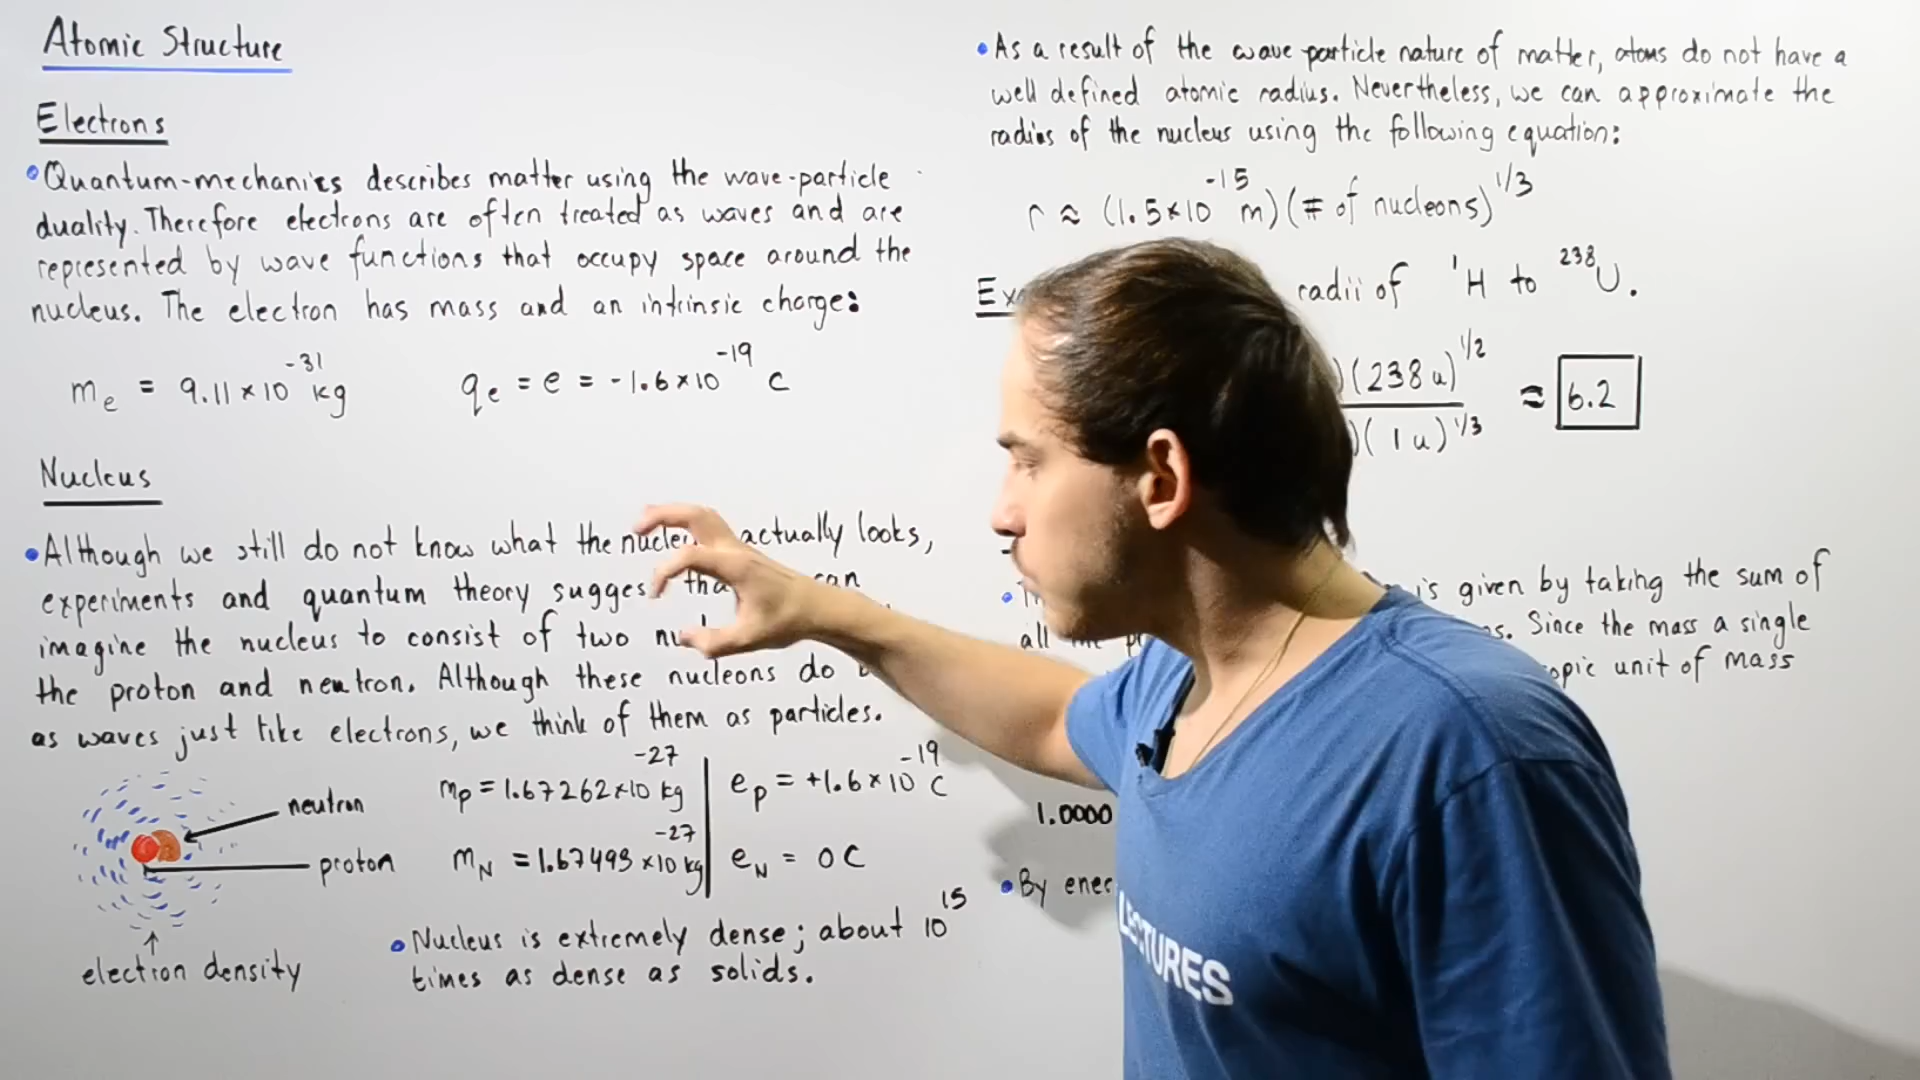 Atomic Structure
Electrons
• Quantum-mechanics describes matter using the wave-particle
duality. Therefore electrons are often treated as waves and are
represented by wave functions that occupy space around the
nucleus. The electron has mass and an intrinsic charge:
mₑ = 9.11×10⁻³¹ kg qₑ = e = -1.6×10⁻¹⁹ C
Nucleus
• Although we still do not know what the actually looks,
experiments and quantum theory can
imagine the nucleus to consist of two
the proton and neutron. Although these nucleons do
as waves just like electrons, we think of them as particles.
neutron
proton
electron density
mp = 1.67262×10⁻²⁷ kg
mN = 1.67493×10⁻²⁷ kg
ep = +1.6×10⁻¹⁹ C
eN = 0 C
• Nucleus is extremely dense; about 10¹⁵
times as dense as solids.
• As a result of the wave particle nature of matter, atoms do not have a
well defined atomic radius. Nevertheless, we can approximate the
radius of the nucleus using the following equation:
r ≈ (1.5×10⁻¹⁵ m)(# of nucleons)^1/3
radii of ¹H to ²³⁸U.
)(238 u)^1/2
)(1 u)^1/3
≈ 6.2
is given by taking the sum of
all Since the mass a single
unit of mass
1.0000
• By
LECTURES